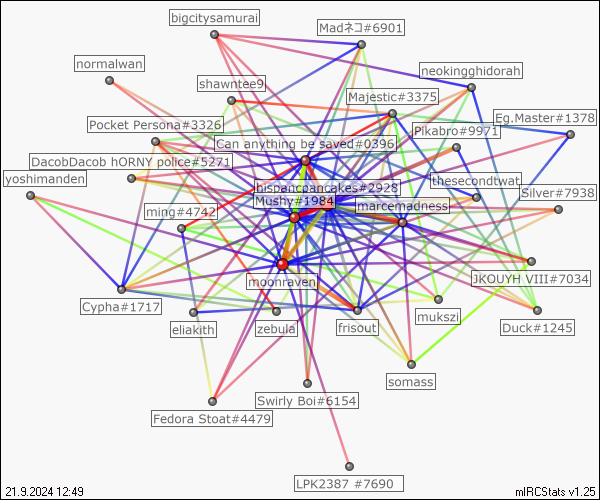 bigcitysamurai
Madネコ#6901
normalwan
neokingghidorah
shawntee9
Majestic#3375
Eg.Master#1378
Pocket Persona#3326
Pikabro#9971
Can anything be saved#0396
DacobDacob hORNY police#5271
yoshimanden
thesecondtwat
hispancpancakes#2928
Silver#7938
Mushy#1984
marcemadness
ming#4742
JKOUYH VIII#7034
moonraven
Cypha#1717
mukszi
eliakith
zebula
frisout
Duck#1245
somass
Swirly Boi#6154
Fedora Stoat#4479
LPK2387 #7690
21.9.2024 12:49
mIRCStats v1.25